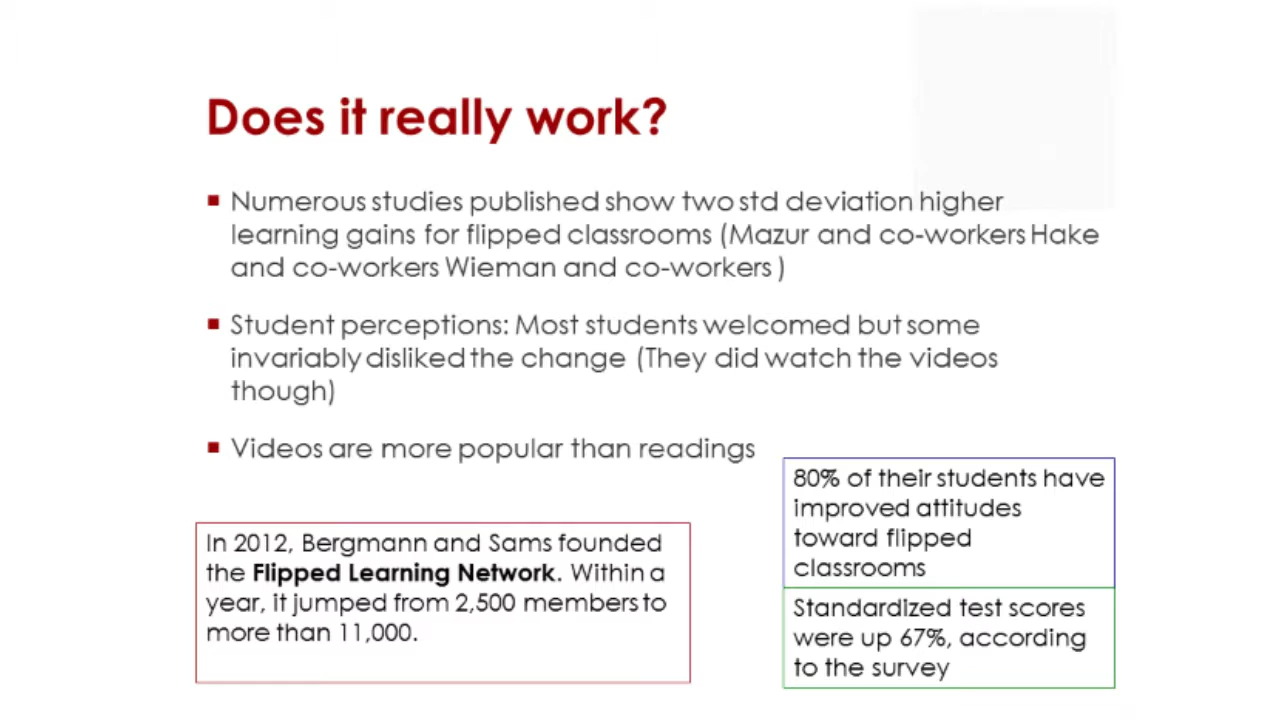 Does it really work?
Numerous studies published show two std deviation higher
learning gains for flipped classrooms (Mazur and co-workers Hake
and co-workers Wieman and co-workers )
Student perceptions: Most students welcomed but some
invariably disliked the change (They did watch the videos
though)
Videos are more popular than readings
In 2012, Bergmann and Sams founded
the Flipped Learning Network. Within a
year, it jumped from 2,500 members to
more than 11,000.
80% of their students have
improved attitudes
toward flipped
classrooms
Standardized test scores
were up 67%, according
to the survey